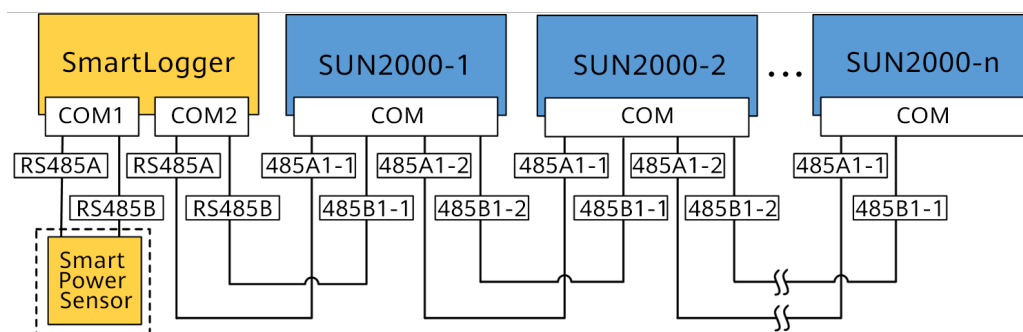 SmartLogger
SUN2000-1
SUN2000-2
...
SUN2000-n
COM1
COM2
COM
COM
COM
RS485A
RS485A
485A1-1
485A1-2
485A1-1
485A1-2
485A1-1
RS485B
RS485B
485B1-1
485B1-2
485B1-1
485B1-2
485B1-1
Smart
Power
Sensor